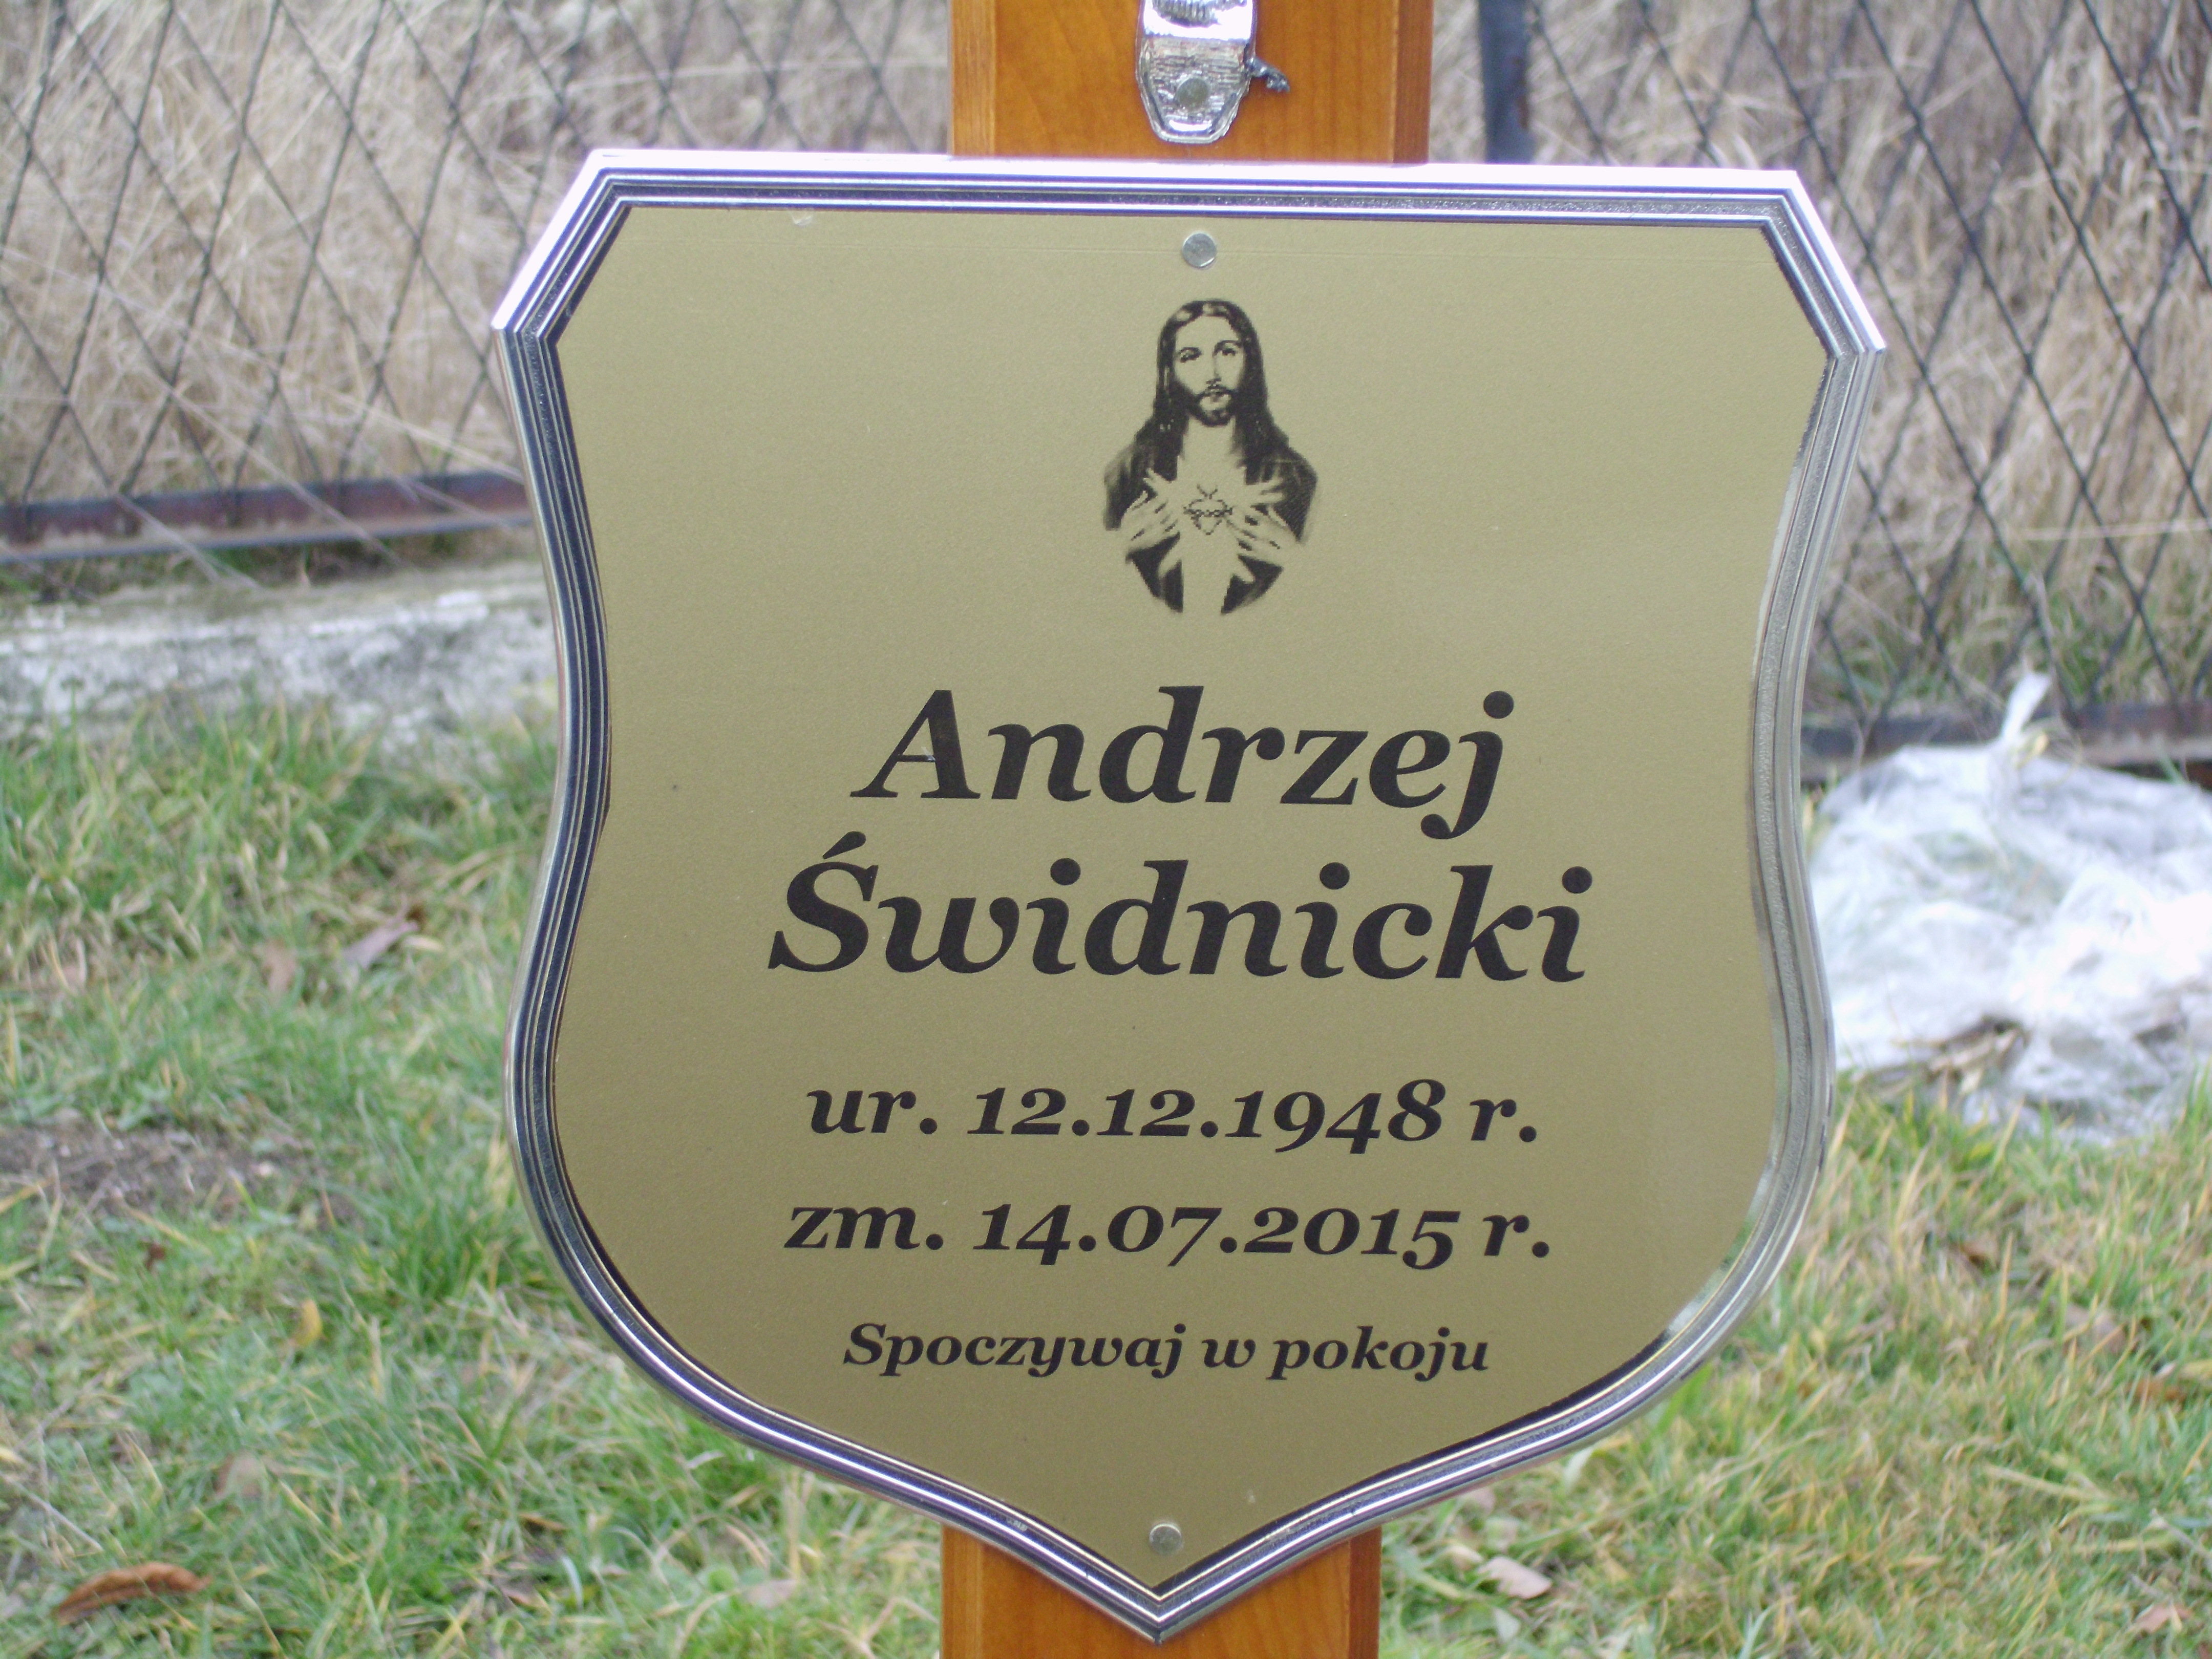 Andrzej
Świdnicki
ur. 12.12.1948 r.
zm. 14.07.2015 r.
Spoczywaj w pokoju